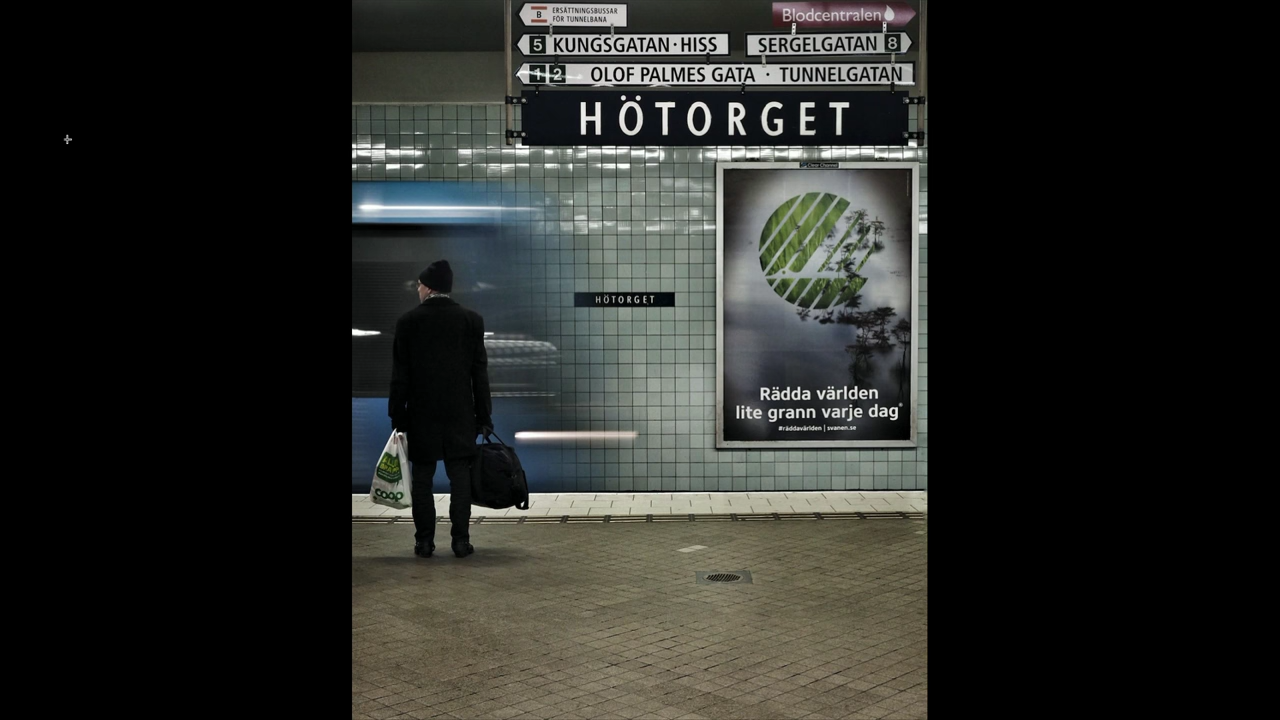 B ERSÄTTNINGSBUSSAR
FÖR TUNNELBANA
Blodcentralen
5 KUNGSGATAN·HISS
SERGELGATAN 8
1 2 OLOF PALMES GATA · TUNNELGATAN
HÖTORGET
HÖTORGET
Rädda världen
lite grann varje dag®
#räddavärlden | svanen.se
coop